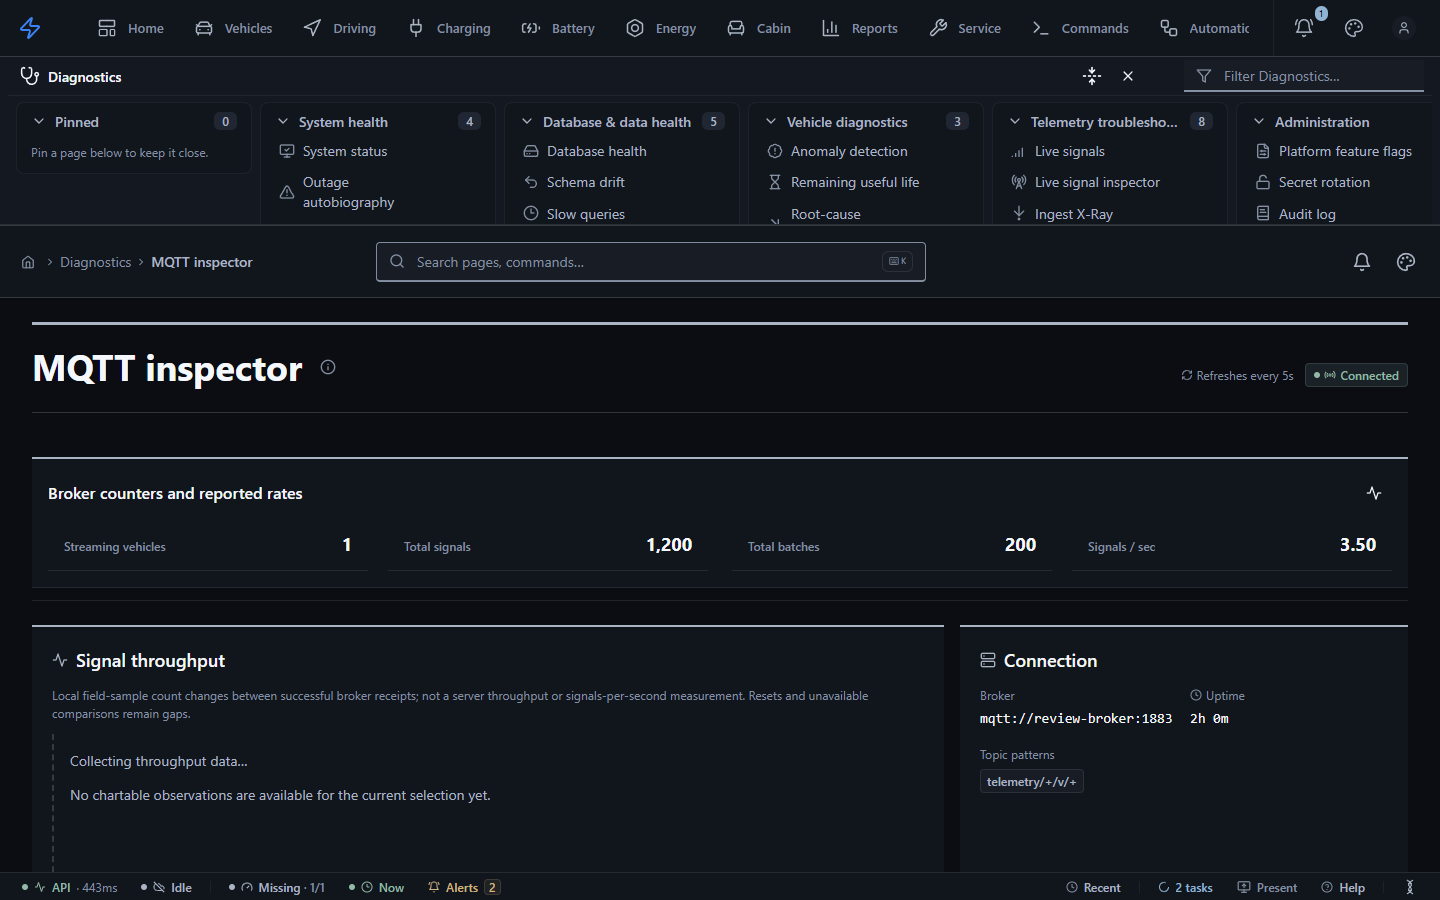 Home Vehicles Driving Charging Battery Energy Cabin Reports Service Commands Automatic 1
Diagnostics Filter Diagnostics...
Pinned 0 System health 4 Database & data health 5 Vehicle diagnostics 3 Telemetry troublesho... 8 Administration
Pin a page below to keep it close. System status Database health Anomaly detection Live signals Platform feature flags
Outage autobiography Schema drift Remaining useful life Live signal inspector Secret rotation
Slow queries Root-cause Ingest X-Ray Audit log
Diagnostics MQTT inspector Search pages, commands... K
MQTT inspector Refreshes every 5s Connected
Broker counters and reported rates
Streaming vehicles 1 Total signals 1,200 Total batches 200 Signals / sec 3.50
Signal throughput
Local field-sample count changes between successful broker receipts; not a server throughput or signals-per-second measurement. Resets and unavailable
comparisons remain gaps.
Collecting throughput data...
No chartable observations are available for the current selection yet.
Connection
Broker Uptime
mqtt://review-broker:1883 2h 0m
Topic patterns
telemetry/+/v/+
API · 443ms Idle Missing · 1/1 Now Alerts 2 Recent 2 tasks Present Help